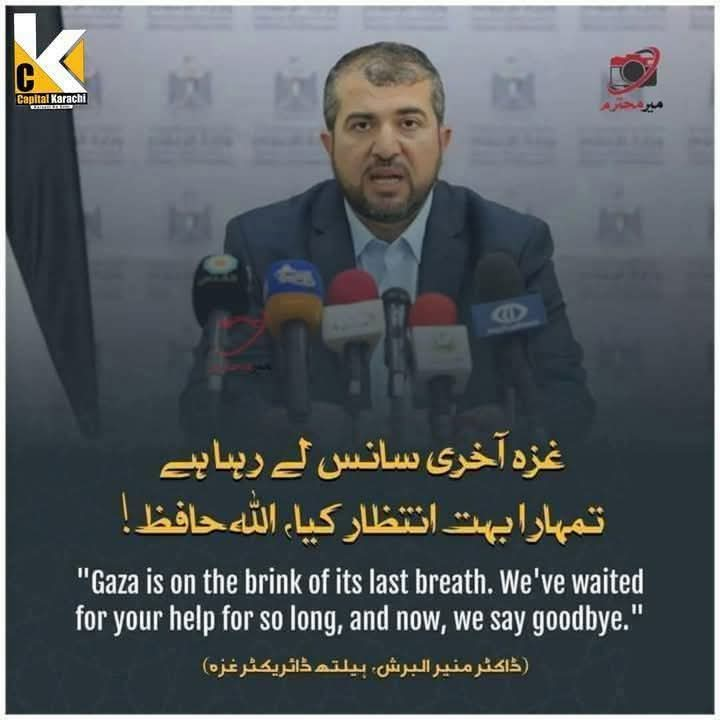 Capital Karachi
میر محترم
غزہ آخری سانس لے رہا ہے
تمہارا بہت انتظار کیا، اللہ حافظ!
"Gaza is on the brink of its last breath. We've waited
for your help for so long, and now, we say goodbye."
(ڈاکٹر منیر البرش، ہیلتھ ڈائریکٹر غزہ)